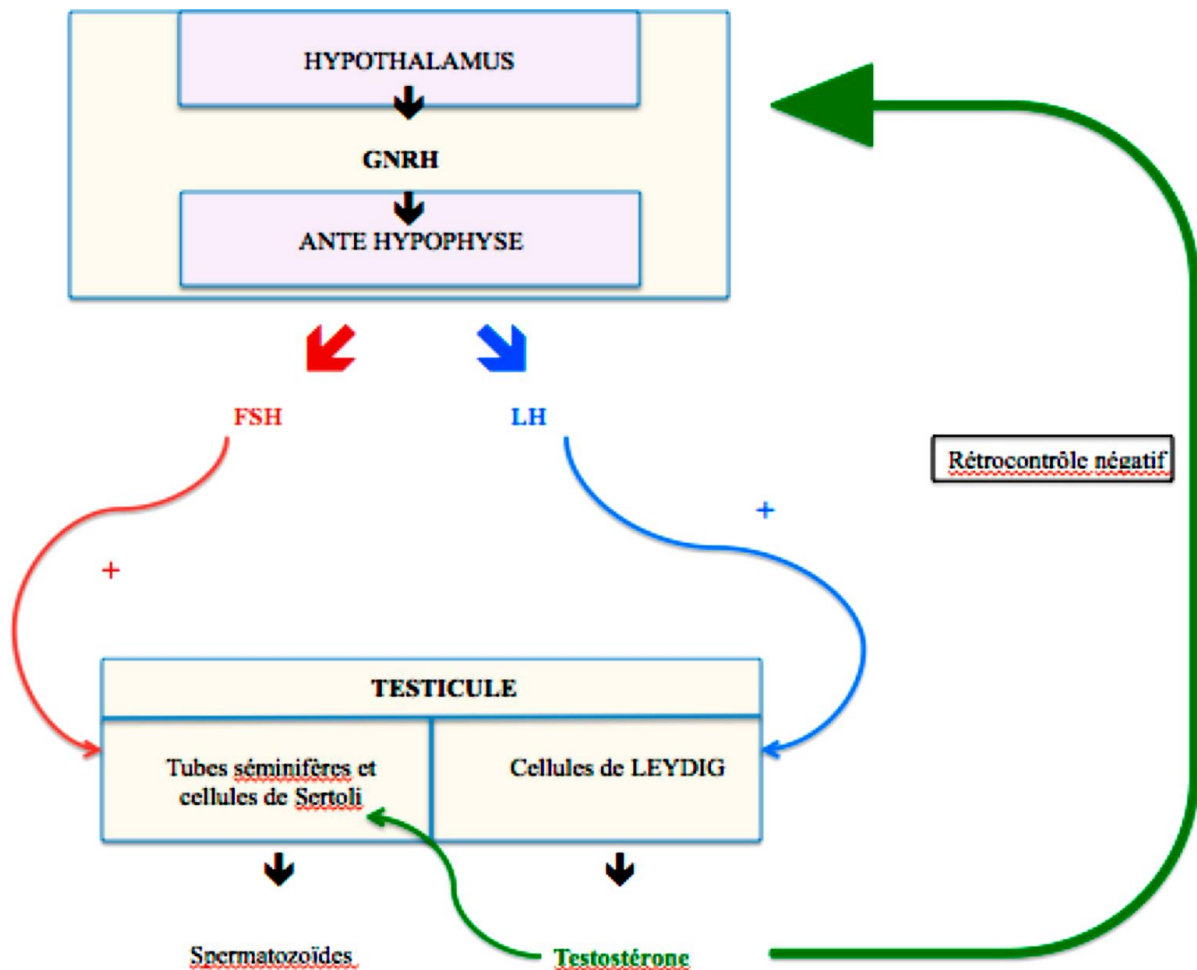 HYPOTHALAMUS
GNRH
ANTE HYPOPHYSE
FSH
LH
Rétrocontrôle négatif
+
+
TESTICULE
Tubes séminifères et
cellules de Sertoli
Cellules de LEYDIG
Spermatozoïdes
Testostérone